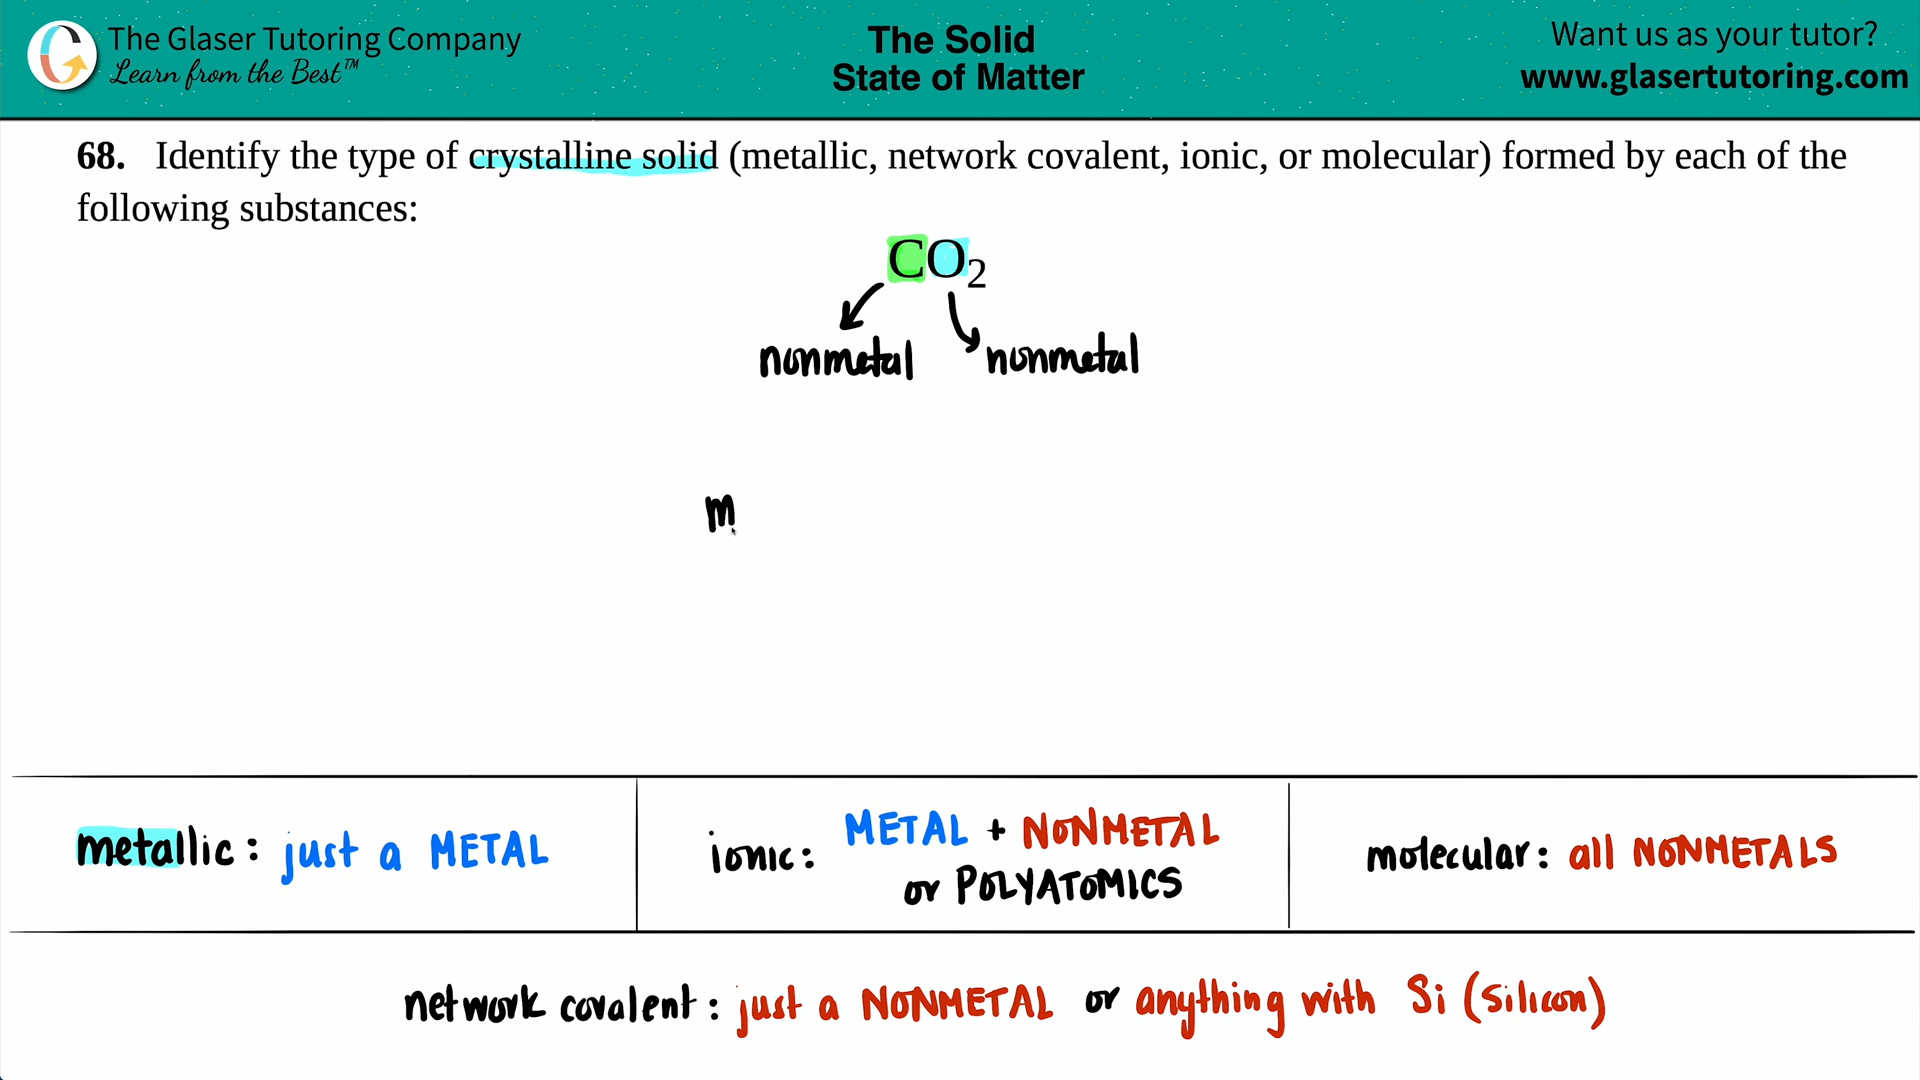 The Glaser Tutoring Company
Learn from the Best™
The Solid
State of Matter
Want us as your tutor?
www.glasertutoring.com
68. Identify the type of crystalline solid (metallic, network covalent, ionic, or molecular) formed by each of the
following substances:
CO₂
nonmetal nonmetal
m
metallic: just a METAL
ionic: METAL + NONMETAL
or POLYATOMICS
molecular: all NONMETALS
network covalent: just a NONMETAL or anything with Si (silicon)